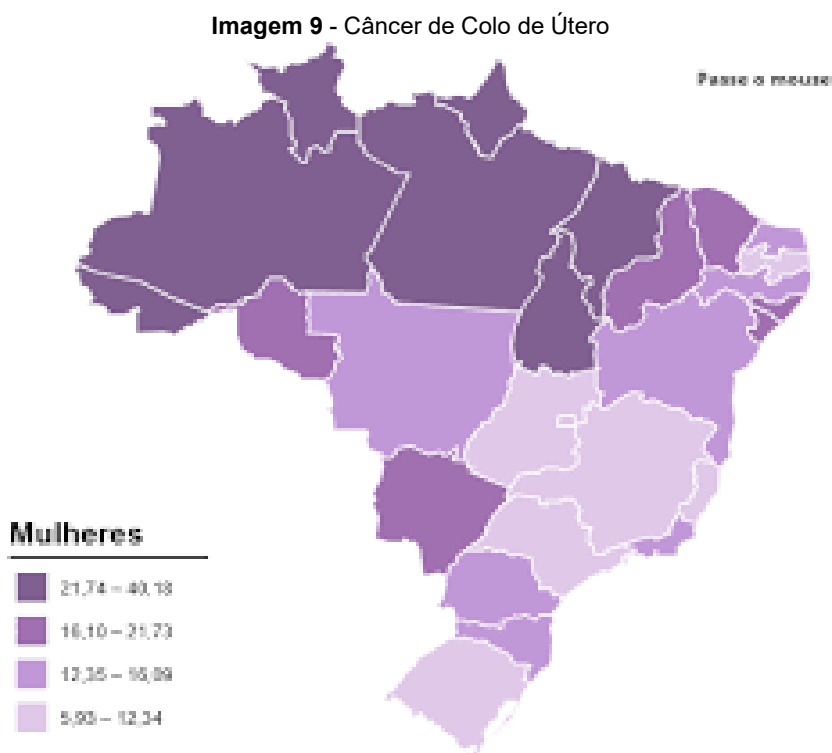 Imagem 9 - Câncer de Colo de Útero
Passe o mouse
Mulheres
21,74 – 40,18
16,10 – 21,73
12,35 – 16,09
5,93 – 12,34